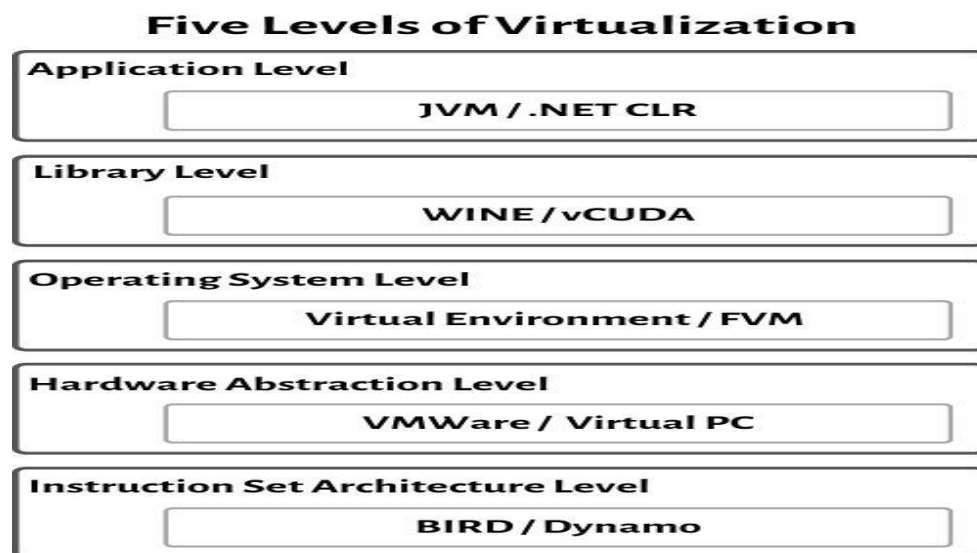 Five Levels of Virtualization
Application Level
JVM / .NET CLR
Library Level
WINE / vCUDA
Operating System Level
Virtual Environment / FVM
Hardware Abstraction Level
VMWare / Virtual PC
Instruction Set Architecture Level
BIRD / Dynamo